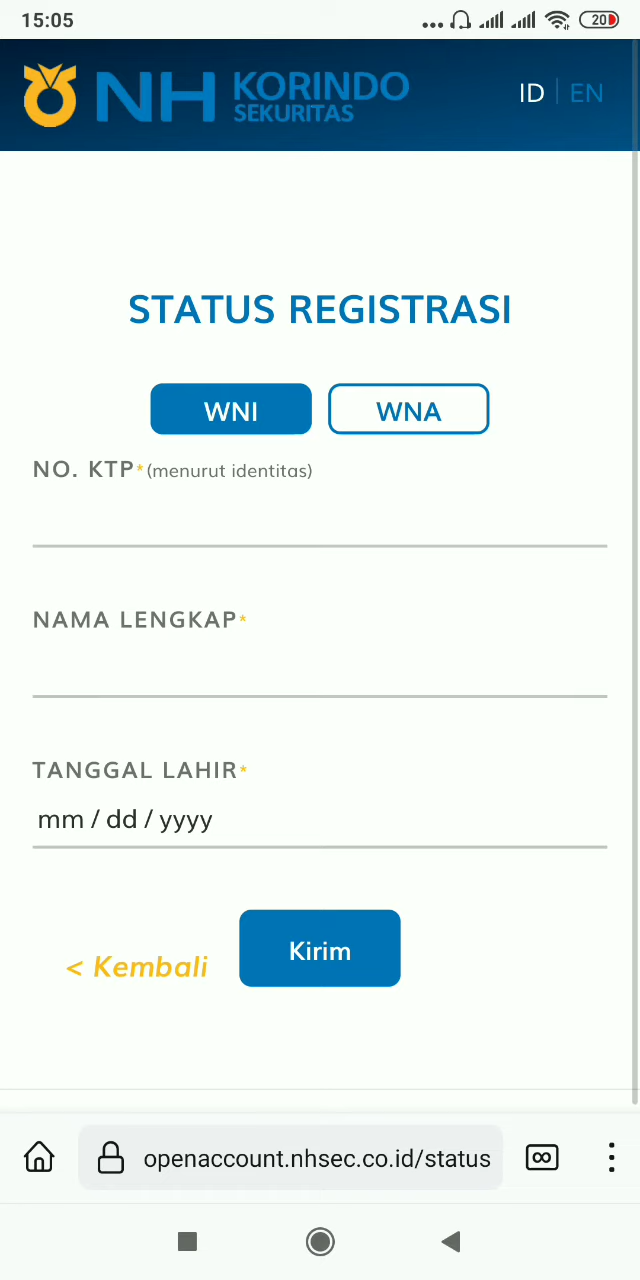 15:05 20
NH KORINDO SEKURITAS ID EN
STATUS REGISTRASI
WNI WNA
NO. KTP*(menurut identitas)
NAMA LENGKAP*
TANGGAL LAHIR*
mm / dd / yyyy
< Kembali Kirim
openaccount.nhsec.co.id/status